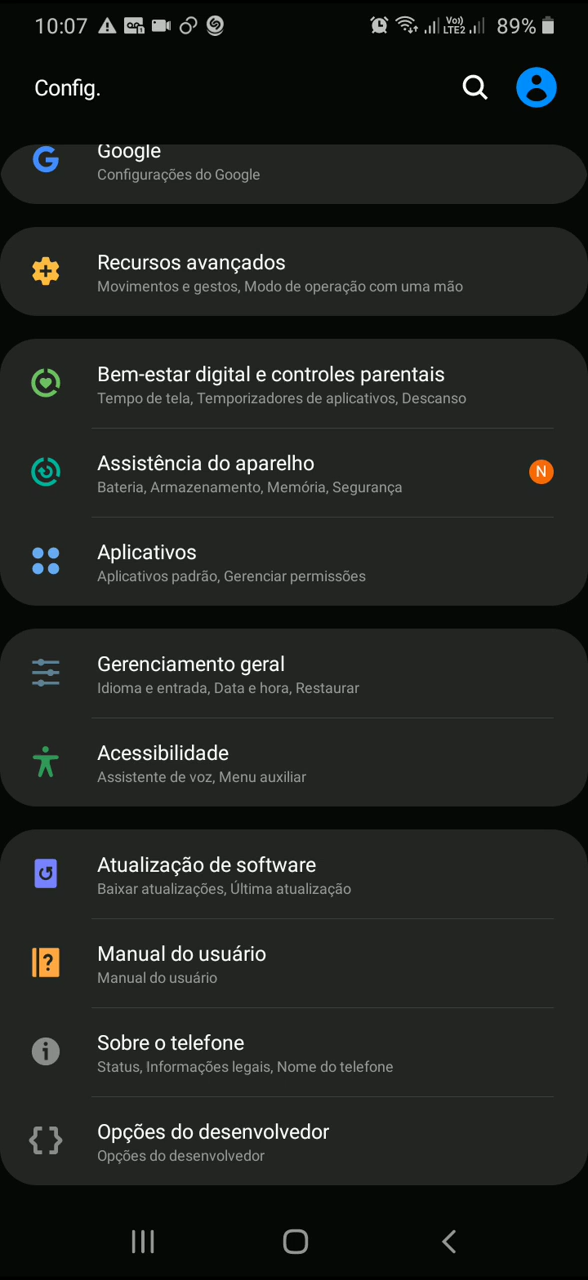 10:07
Vo))
LTE2
89%
Config.
Google
Configurações do Google
Recursos avançados
Movimentos e gestos, Modo de operação com uma mão
Bem-estar digital e controles parentais
Tempo de tela, Temporizadores de aplicativos, Descanso
Assistência do aparelho
Bateria, Armazenamento, Memória, Segurança
N
Aplicativos
Aplicativos padrão, Gerenciar permissões
Gerenciamento geral
Idioma e entrada, Data e hora, Restaurar
Acessibilidade
Assistente de voz, Menu auxiliar
Atualização de software
Baixar atualizações, Última atualização
Manual do usuário
Manual do usuário
Sobre o telefone
Status, Informações legais, Nome do telefone
Opções do desenvolvedor
Opções do desenvolvedor